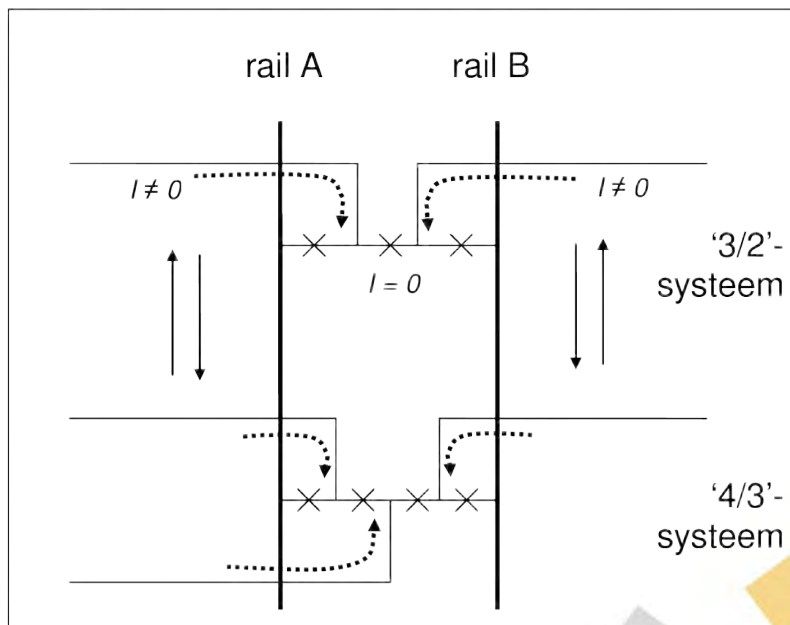 rail A rail B
I ≠ 0 I ≠ 0
'3/2'-
systeem
I = 0
'4/3'-
systeem